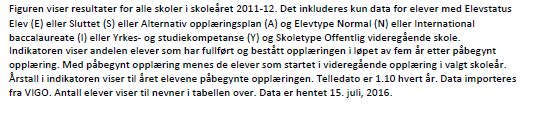 Figuren viser resultater for alle skoler i skoleåret 2011-12. Det inkluderes kun data for elever med Elevstatus
Elev (E) eller Sluttet (S) eller Alternativ opplæringsplan (A) og Elevtype Normal (N) eller International
baccalaureate (I) eller Yrkes- og studiekompetanse (Y) og Skoletype Offentlig videregående skole.
Indikatoren viser andelen elever som har fullført og bestått opplæringen i løpet av fem år etter påbegynt
opplæring. Med påbegynt opplæring menes de elever som startet i videregående opplæring i valgt skoleår.
Årstall i indikatoren viser til året elevene påbegynte opplæringen. Telledato er 1.10 hvert år. Data importeres
fra VIGO. Antall elever viser til nevner i tabellen over. Data er hentet 15. juli, 2016.